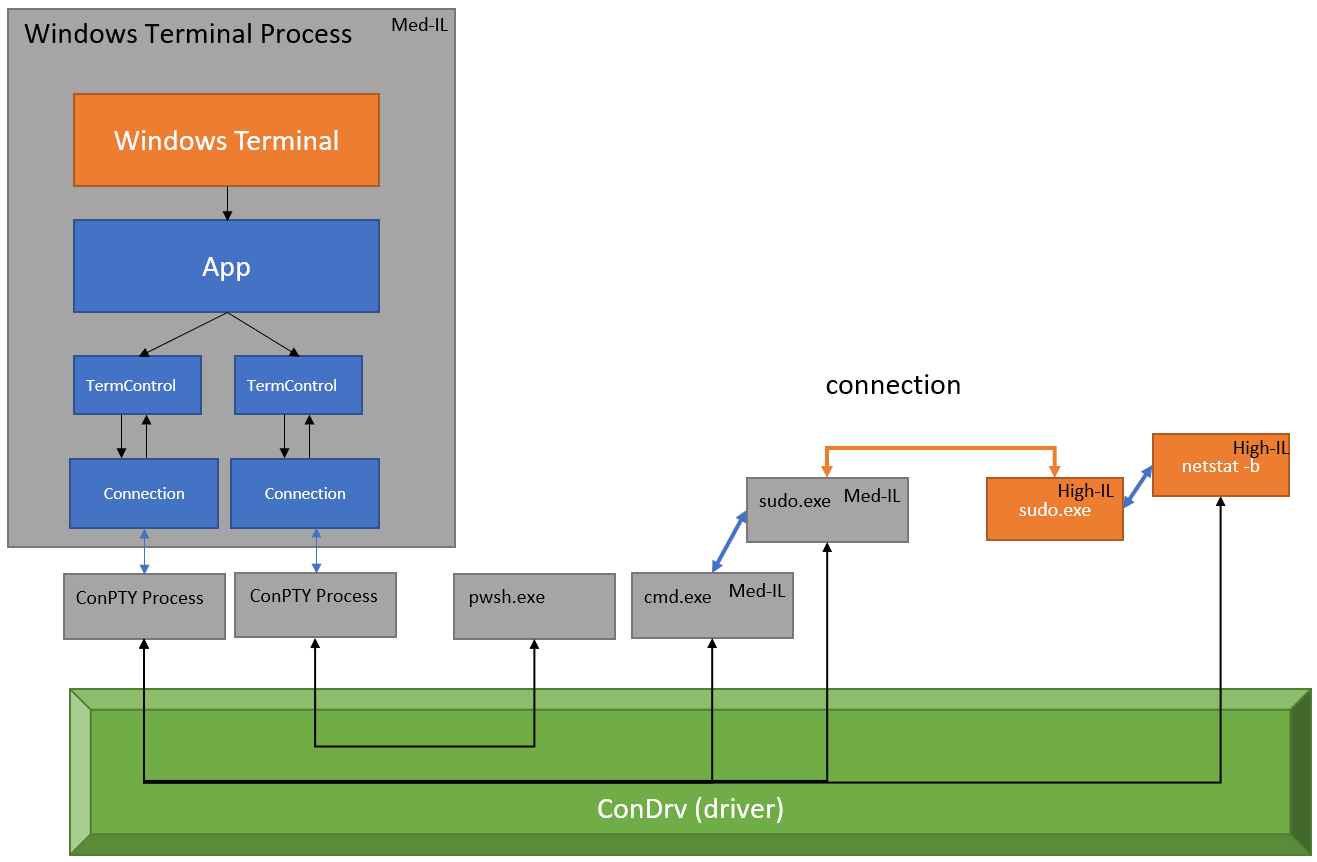 Windows Terminal Process
Med-IL
Windows Terminal
App
TermControl
TermControl
Connection
Connection
ConPTY Process
ConPTY Process
pwsh.exe
cmd.exe
Med-IL
sudo.exe
Med-IL
connection
High-IL
sudo.exe
High-IL
netstat -b
ConDrv (driver)